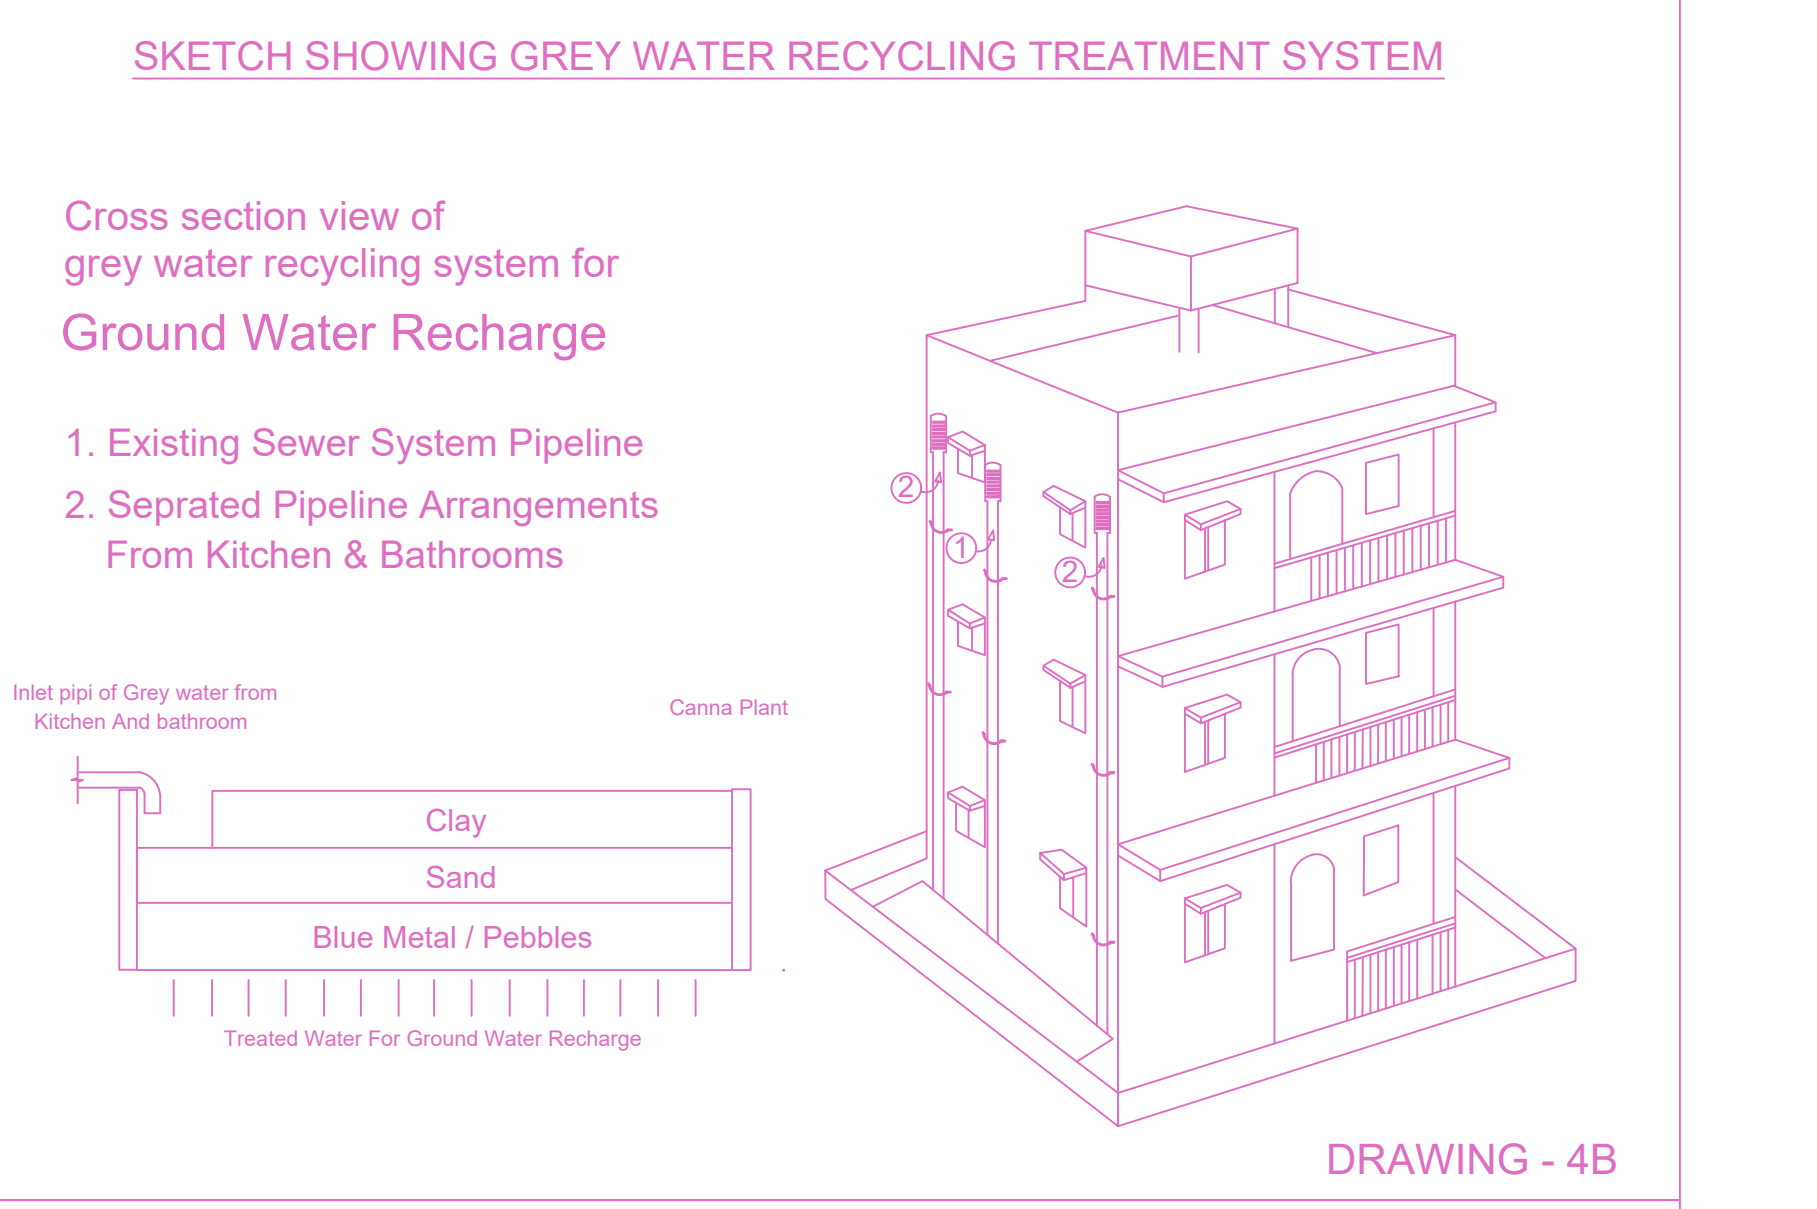 SKETCH SHOWING GREY WATER RECYCLING TREATMENT SYSTEM
Cross section view of
grey water recycling system for
Ground Water Recharge
1. Existing Sewer System Pipeline
2. Seprated Pipeline Arrangements
From Kitchen & Bathrooms
2
1
2
Inlet pipi of Grey water from
Kitchen And bathroom
Canna Plant
Clay
Sand
Blue Metal / Pebbles
Treated Water For Ground Water Recharge
DRAWING - 4B